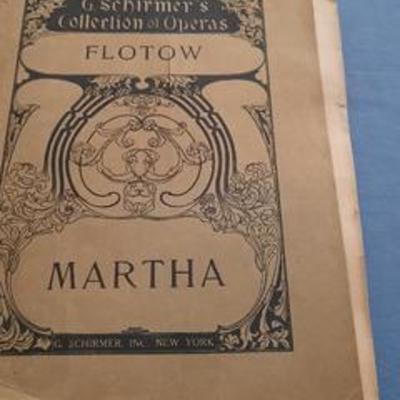 G. Schirmer's
Collection of Operas
FLOTOW
MARTHA
G. SCHIRMER, INC. NEW YORK